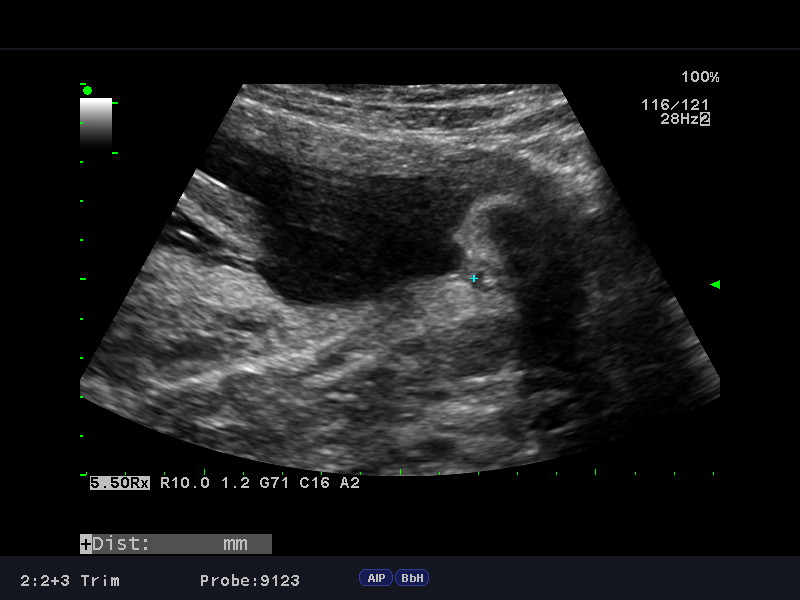 100%
116/121
28Hz2
5.50Rx R10.0 1.2 G71 C16 A2
+Dist: mm
2:2+3 Trim Probe:9123 AIP BbH